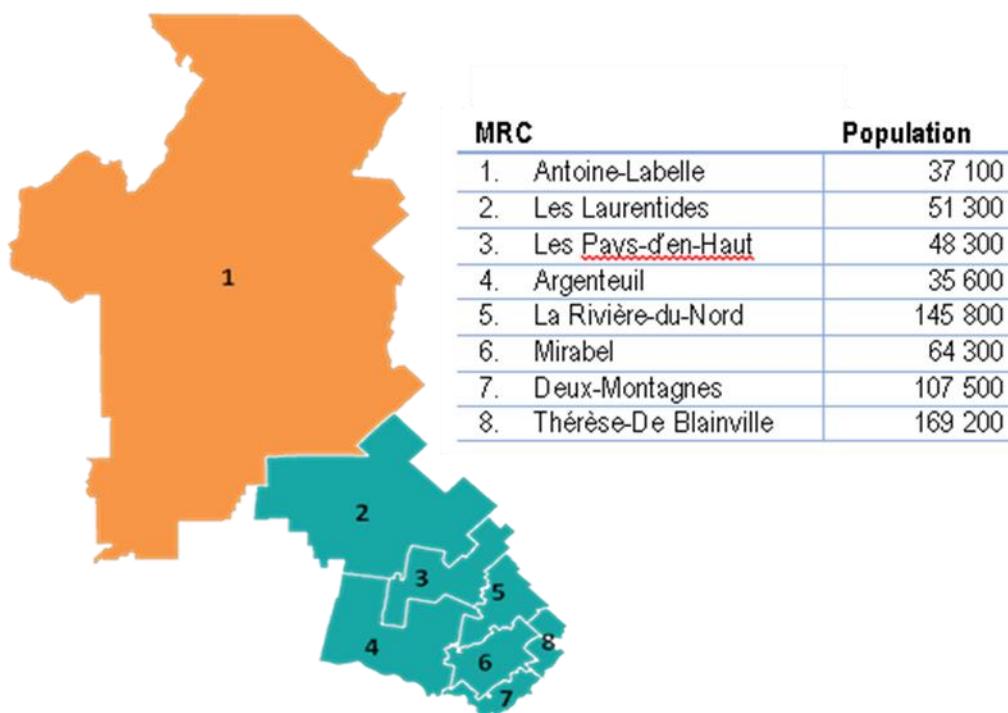 MRC Population
1. Antoine-Labelle 37 100
2. Les Laurentides 51 300
3. Les Pays-d'en-Haut 48 300
4. Argenteuil 35 600
5. La Rivière-du-Nord 145 800
6. Mirabel 64 300
7. Deux-Montagnes 107 500
8. Thérèse-De Blainville 169 200
1
2
3
5
4
8
6
7